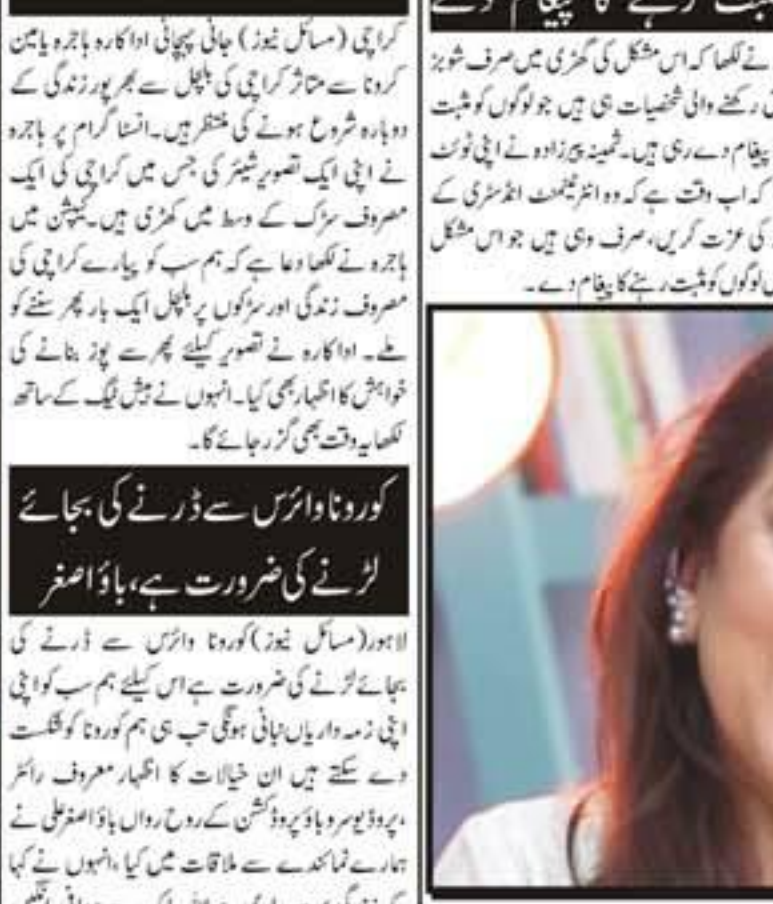 نے لکھا کہ اس مشکل کی گھڑی میں صرف شوبز
رکھنے والی شخصیات ہی ہیں جو لوگوں کو مثبت
پیغام دے رہی ہیں۔ثمینہ پیرزادہ نے اپنی ٹوئٹ
کہ اب وقت ہے کہ وہ انٹرٹیمنٹ انڈسٹری کے
کی عزت کریں،صرف وہی ہیں جو اس مشکل
لوگوں کو مثبت رہنے کا پیغام دے۔
کراچی (مسائل نیوز) جانی پہچانی اداکارہ ہاجرہ یامین
کرونا سے متاثر کراچی کی ہلچل سے بھرپور زندگی کے
دوبارہ شروع ہونے کی منتظر ہیں۔انسٹا گرام پر ہاجرہ
نے اپنی ایک تصویر شیئر کی جس میں کراچی کی ایک
مصروف سڑک کے وسط میں کھڑی ہیں۔کیپشن میں
ہاجرہ نے لکھا دعا ہے کہ ہم سب کو پیارے کراچی کی
مصروف زندگی اور سڑکوں پر ہلچل ایک بار پھر سننے کو
ملے۔ اداکارہ نے تصویر کیلئے پھر سے پوز بنانے کی
خواہش کا اظہار بھی کیا۔انہوں نے ہیش ٹیگ کے ساتھ
لکھا یہ وقت بھی گزر جائے گا۔
کورونا وائرس سے ڈرنے کی بجائے
لڑنے کی ضرورت ہے،باؤ اصغر
لاہور(مسائل نیوز)کورونا وائرس سے ڈرنے کی
بجائے لڑنے کی ضرورت ہے اس کیلئے ہم سب کو اپنی
اپنی زمہ داریاں نبانی ہونگی تب ہی ہم کورونا کو شکست
دے سکتے ہیں ان خیالات کا اظہار معروف رائٹر
،پروڈیوسر و باؤ پروڈکشن کے روح رواں باؤ اصغر علی نے
ہمارے نمائندے سے ملاقات میں کیا ،انہوں نے کہا